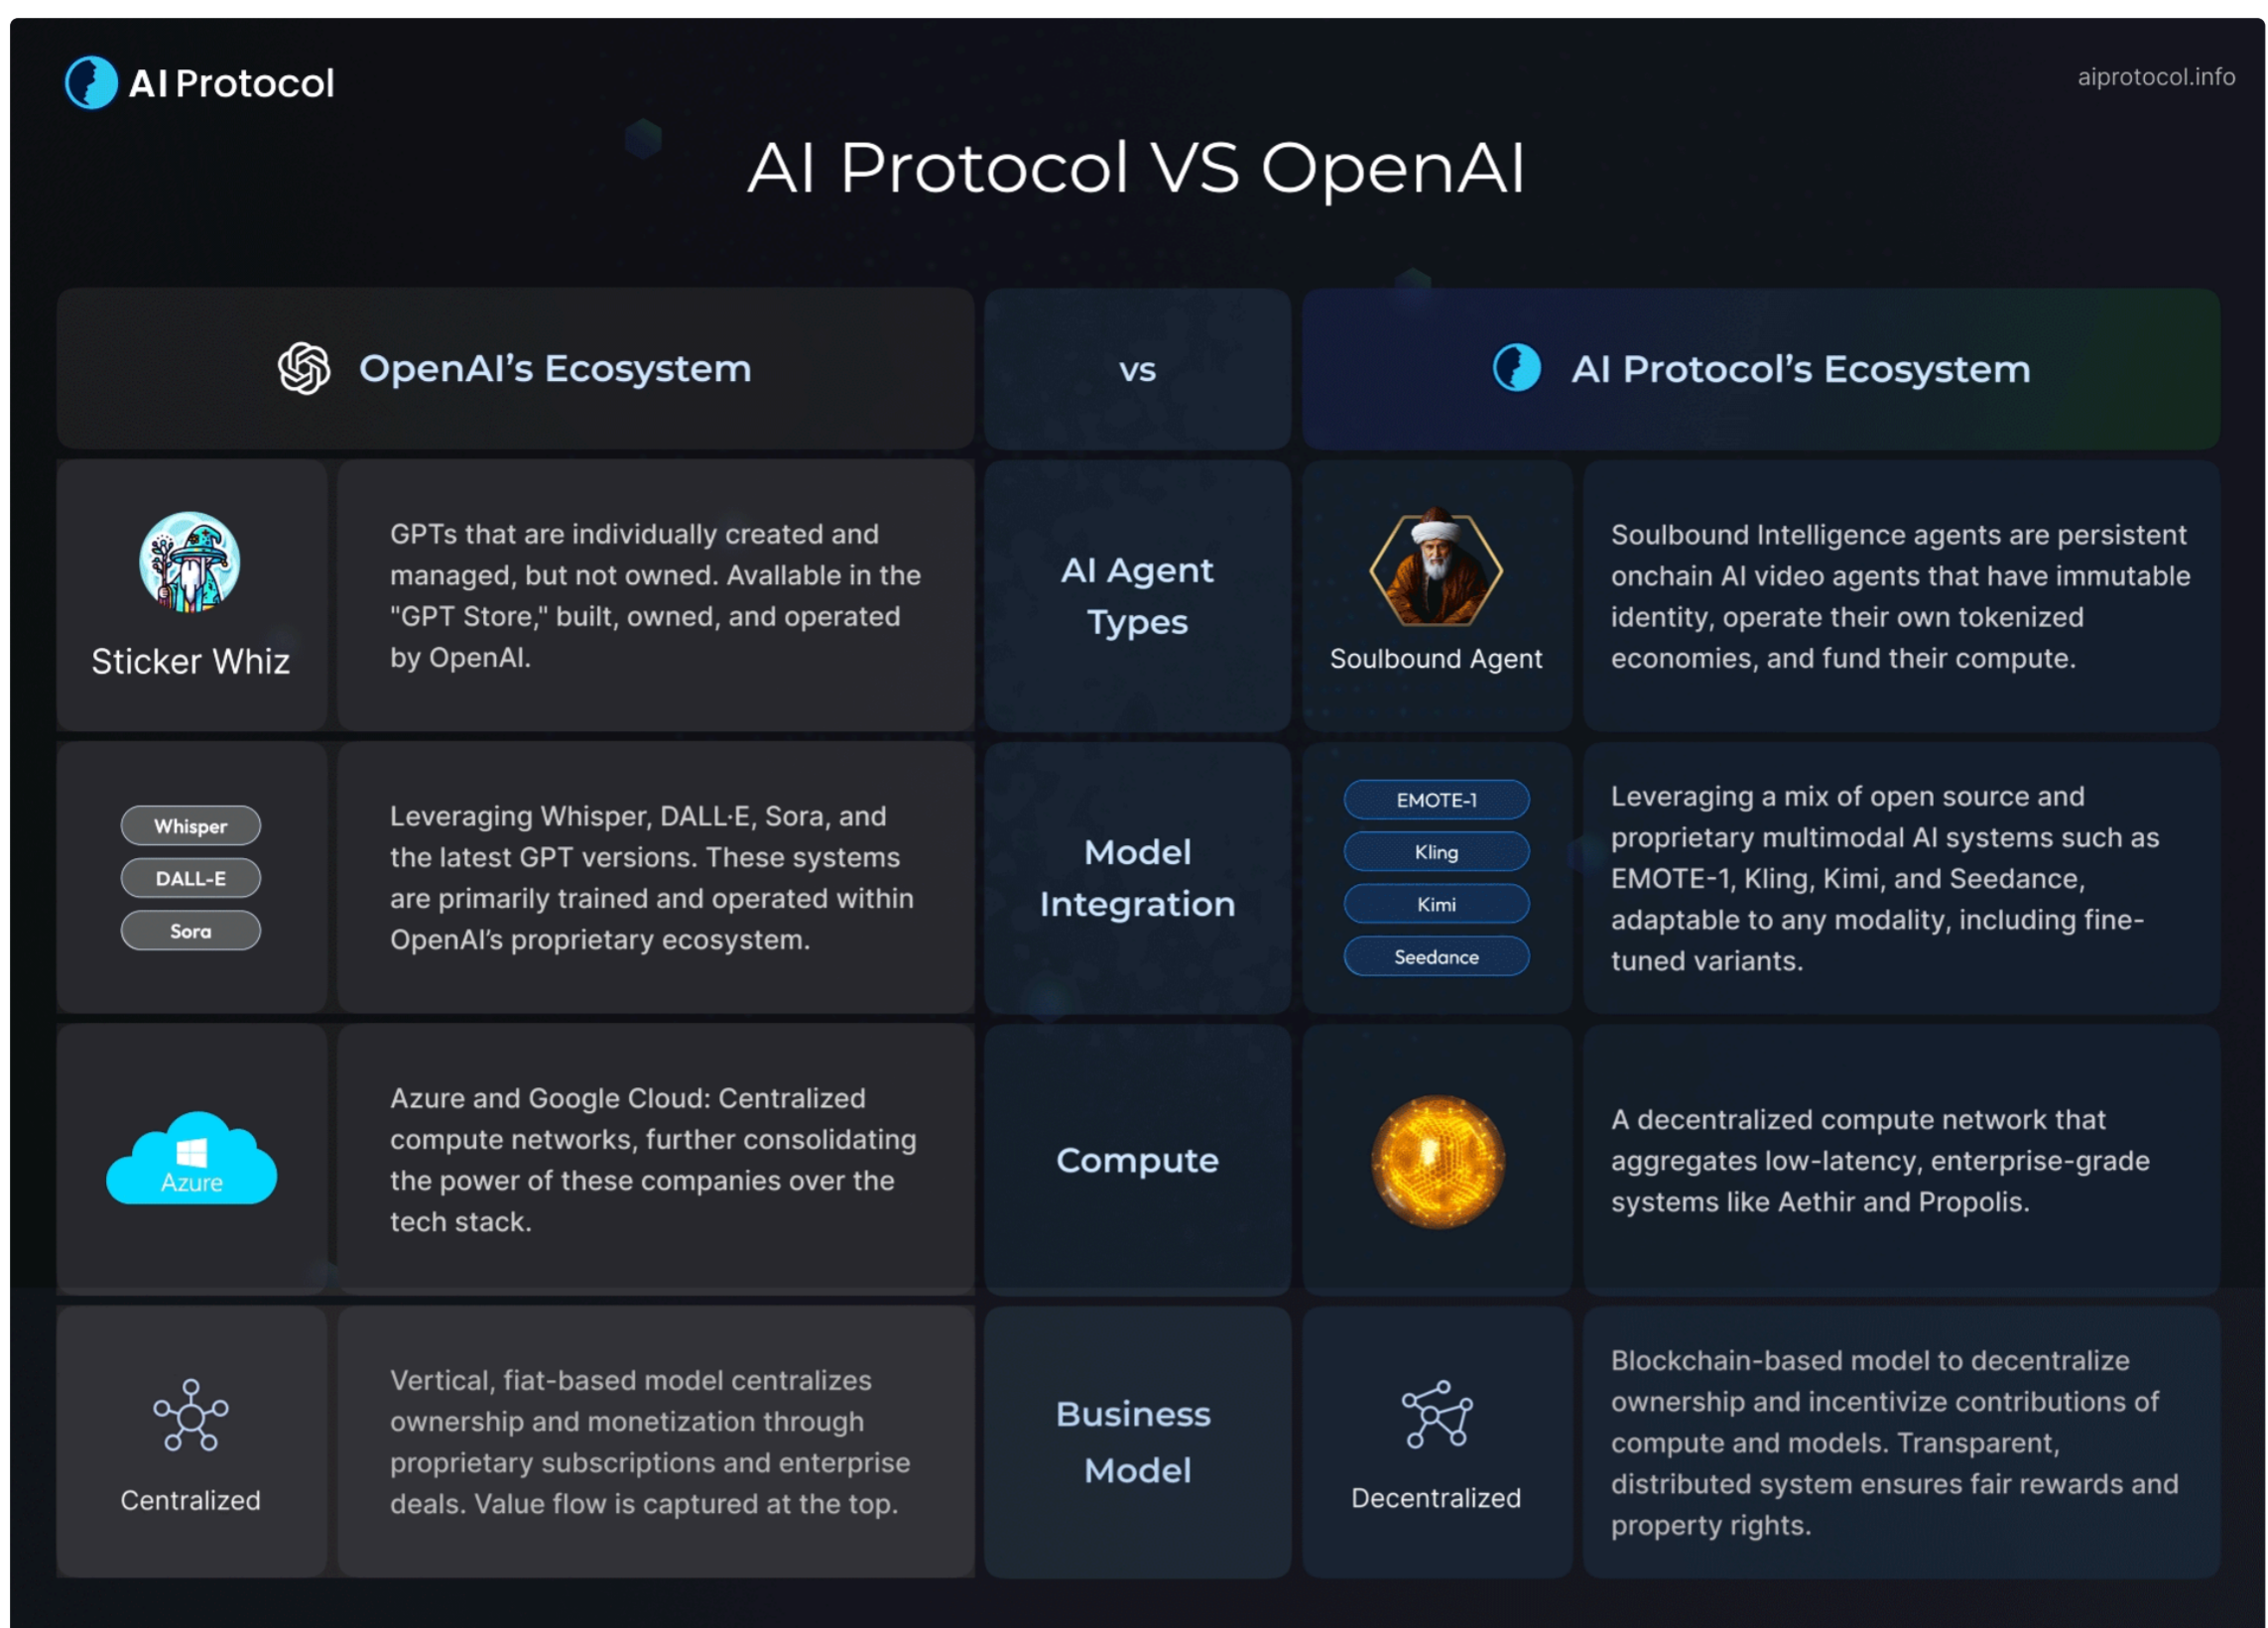 AI Protocol
aiprotocol.info
AI Protocol VS OpenAI
OpenAI’s Ecosystem
vs
AI Protocol’s Ecosystem
Sticker Whiz
GPTs that are individually created and
managed, but not owned. Available in the
"GPT Store," built, owned, and operated
by OpenAI.
AI Agent
Types
Soulbound Agent
Soulbound Intelligence agents are persistent
onchain AI video agents that have immutable
identity, operate their own tokenized
economies, and fund their compute.
Whisper
DALL-E
Sora
Leveraging Whisper, DALL·E, Sora, and
the latest GPT versions. These systems
are primarily trained and operated within
OpenAI’s proprietary ecosystem.
Model
Integration
EMOTE-1
Kling
Kimi
Seedance
Leveraging a mix of open source and
proprietary multimodal AI systems such as
EMOTE-1, Kling, Kimi, and Seedance,
adaptable to any modality, including fine-
tuned variants.
Azure
Azure and Google Cloud: Centralized
compute networks, further consolidating
the power of these companies over the
tech stack.
Compute
A decentralized compute network that
aggregates low-latency, enterprise-grade
systems like Aethir and Propolis.
Centralized
Vertical, fiat-based model centralizes
ownership and monetization through
proprietary subscriptions and enterprise
deals. Value flow is captured at the top.
Business
Model
Decentralized
Blockchain-based model to decentralize
ownership and incentivize contributions of
compute and models. Transparent,
distributed system ensures fair rewards and
property rights.